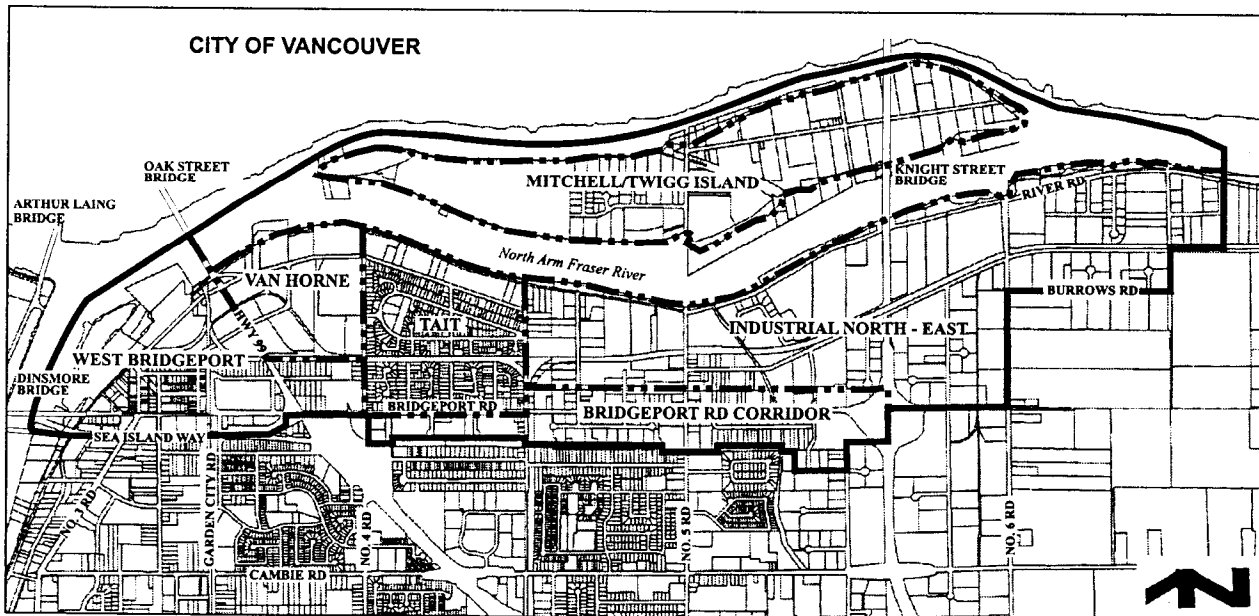 CITY OF VANCOUVER
OAK STREET
BRIDGE
ARTHUR LAING
BRIDGE
MITCHELL/TWIGG ISLAND
KNIGHT STREET
BRIDGE
RIVER RD
North Arm Fraser River
VAN HORNE
HWY 99
TAIT
BURROWS RD
INDUSTRIAL NORTH - EAST
WEST BRIDGEPORT
DINSMORE
BRIDGE
BRIDGEPORT RD
BRIDGEPORT RD CORRIDOR
SEA ISLAND WAY
NO. 3 RD
GARDEN CITY RD
NO. 4 RD
NO. 5 RD
NO. 6 RD
CAMBIE RD
N